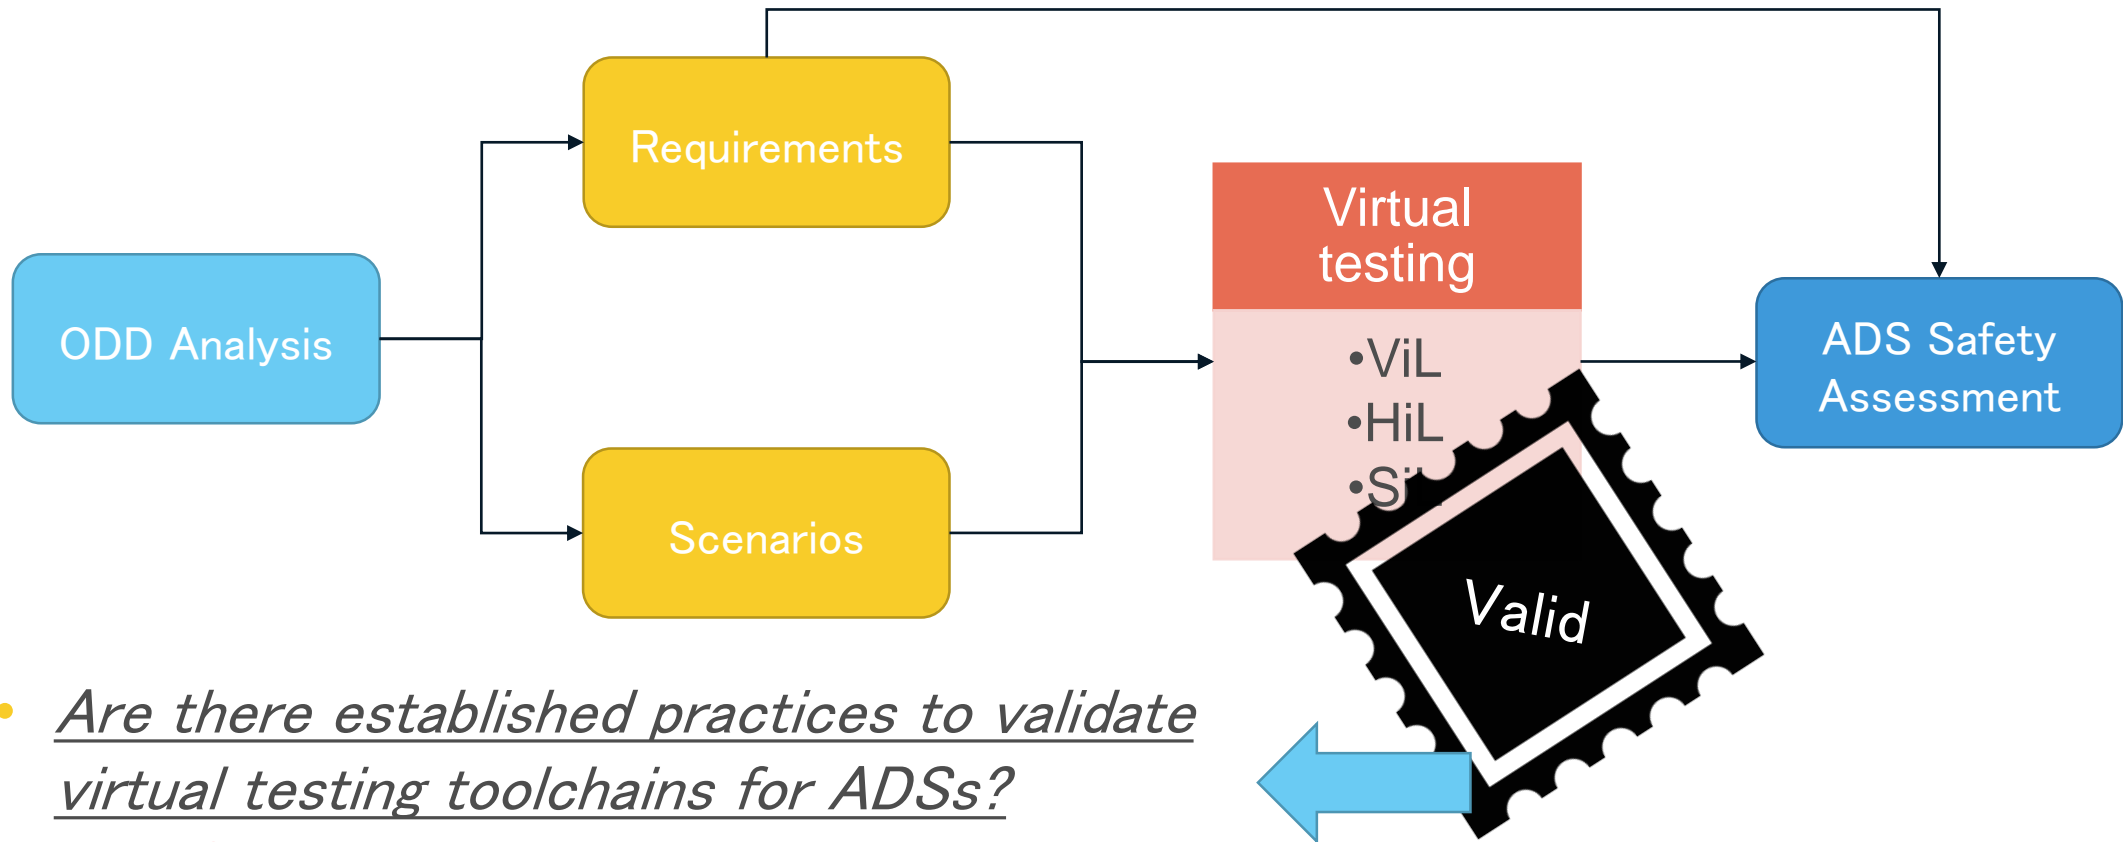 Requirements
Virtual
testing
ODD Analysis
•ViL
•HiL
•SiL
ADS Safety
Assessment
Scenarios
Valid
• Are there established practices to validate
virtual testing toolchains for ADSs?